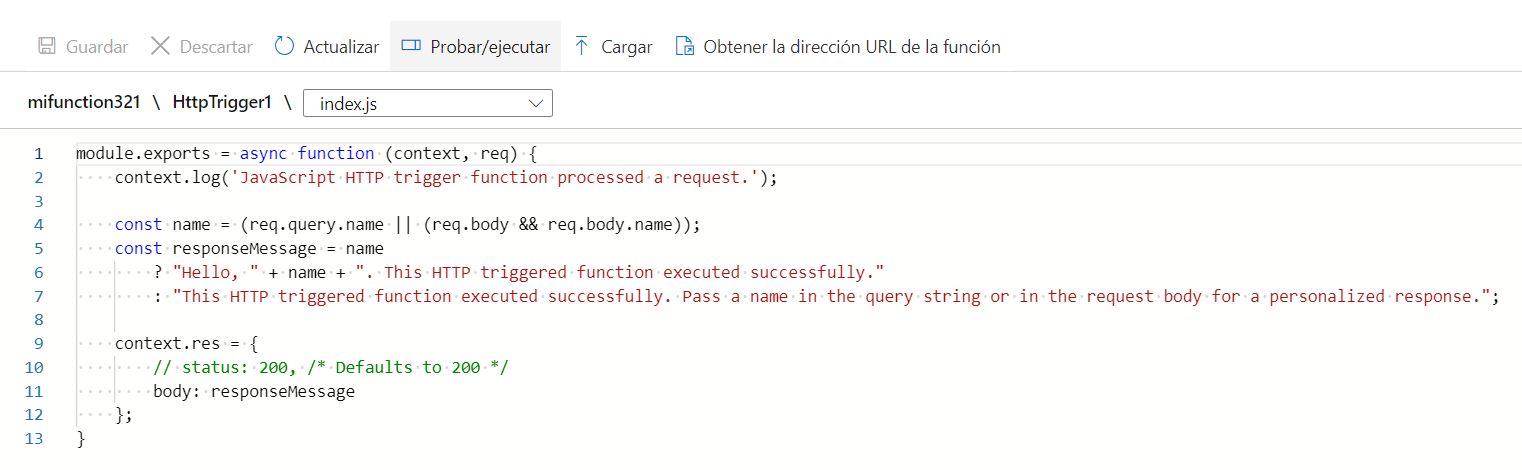 Guardar Descartar Actualizar Probar/ejecutar Cargar Obtener la dirección URL de la función
mifunction321 \ HttpTrigger1 \ index.js
1 module.exports = async function (context, req) {
2 context.log('JavaScript HTTP trigger function processed a request.');
3
4 const name = (req.query.name || (req.body && req.body.name));
5 const responseMessage = name
6 ? "Hello, " + name + ". This HTTP triggered function executed successfully."
7 : "This HTTP triggered function executed successfully. Pass a name in the query string or in the request body for a personalized response.";
8
9 context.res = {
10 // status: 200, /* Defaults to 200 */
11 body: responseMessage
12 };
13 }